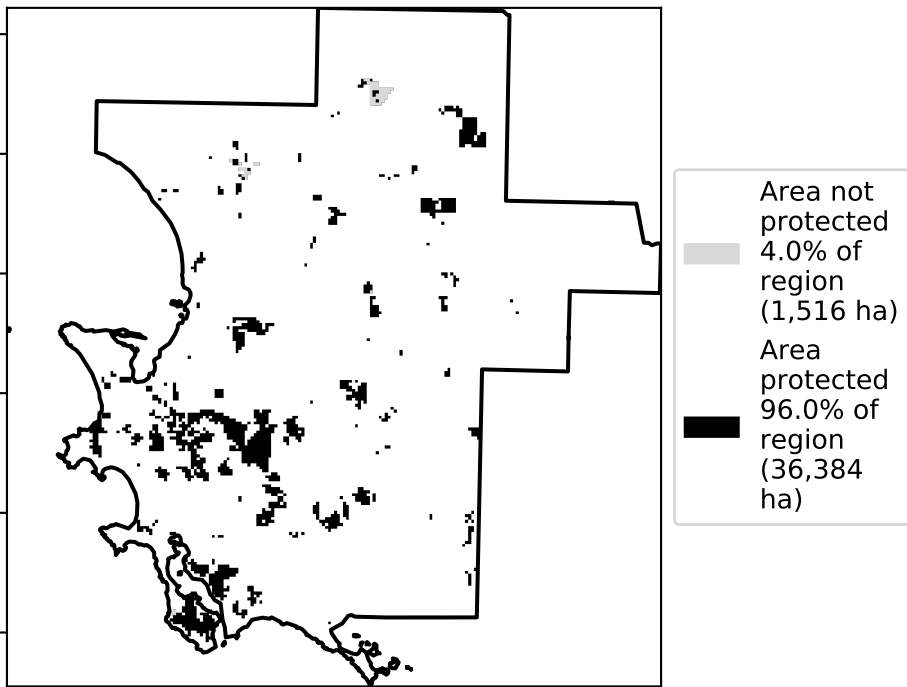 Area not
protected
4.0% of
region
(1,516 ha)
Area
protected
96.0% of
region
(36,384
ha)